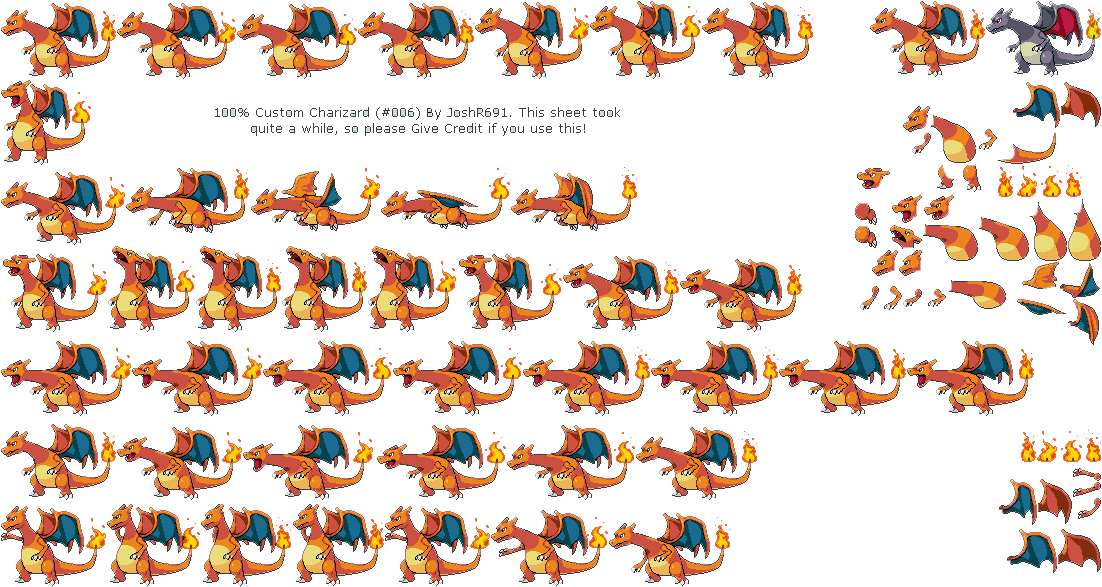 100% Custom Charizard (#006) By JoshR691. This sheet took
quite a while, so please Give Credit if you use this!